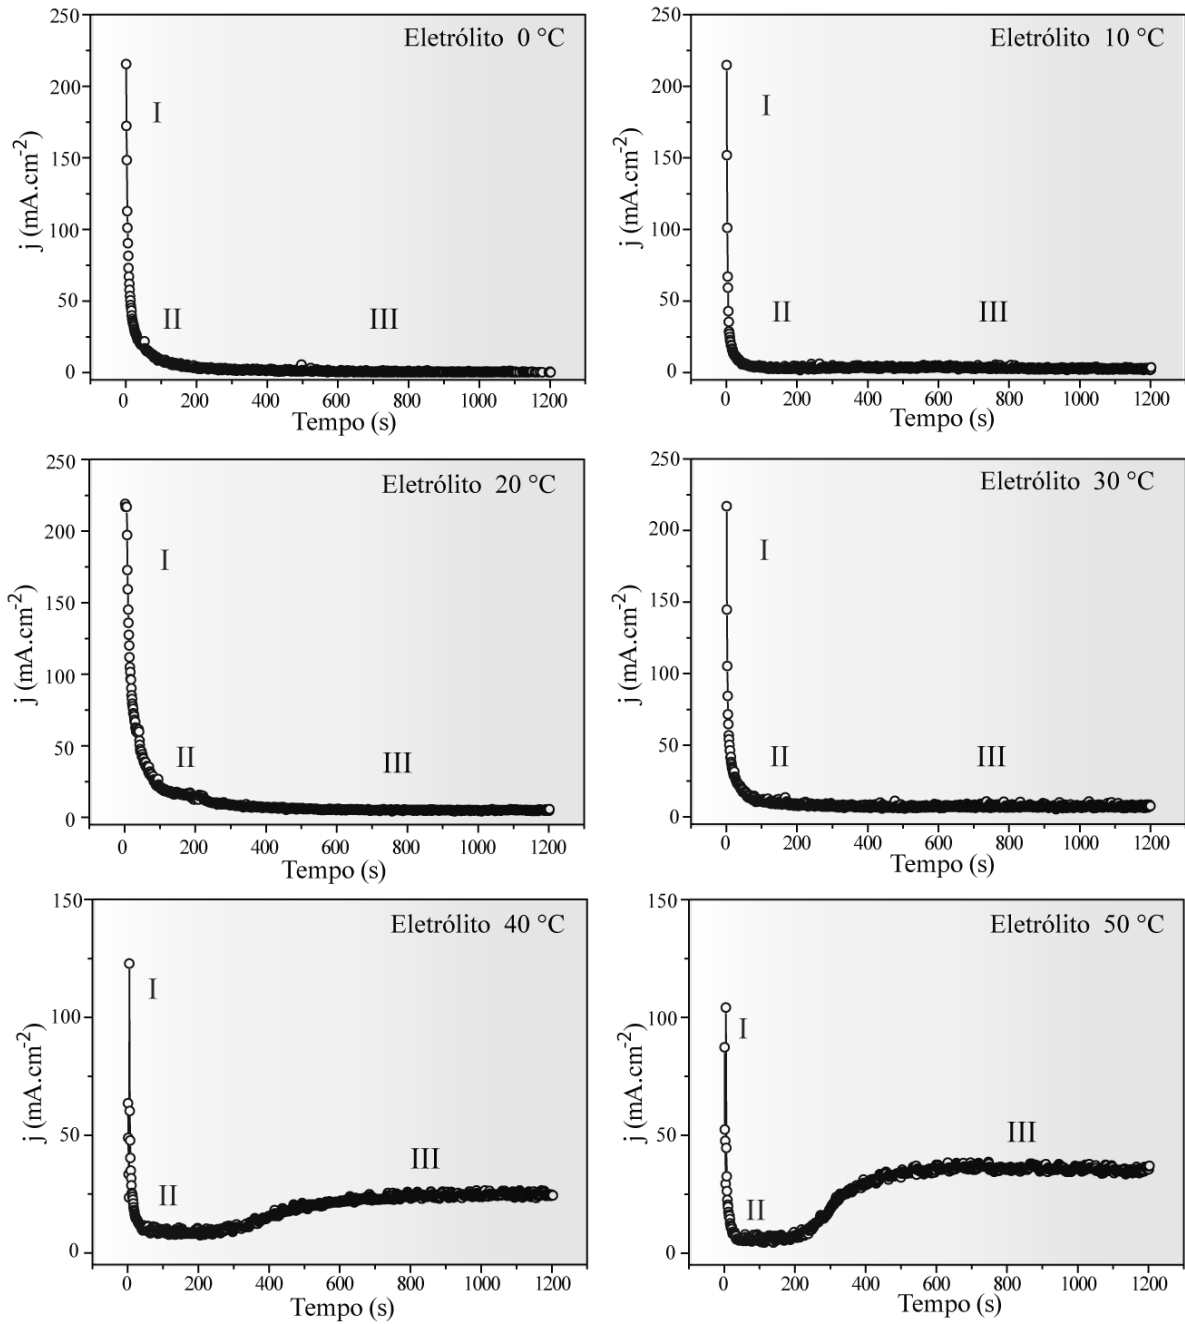 Eletrólito 0 °C
j (mA.cm-2)
250
200
150
100
50
0
I
II
III
0 200 400 600 800 1000 1200
Tempo (s)
Eletrólito 10 °C
j (mA.cm-2)
250
200
150
100
50
0
I
II
III
0 200 400 600 800 1000 1200
Tempo (s)
Eletrólito 20 °C
j (mA.cm-2)
250
200
150
100
50
0
I
II
III
0 200 400 600 800 1000 1200
Tempo (s)
Eletrólito 30 °C
j (mA.cm-2)
250
200
150
100
50
0
I
II
III
0 200 400 600 800 1000 1200
Tempo (s)
Eletrólito 40 °C
j (mA.cm-2)
150
100
50
0
I
II
III
0 200 400 600 800 1000 1200
Tempo (s)
Eletrólito 50 °C
j (mA.cm-2)
150
100
50
0
I
II
III
0 200 400 600 800 1000 1200
Tempo (s)